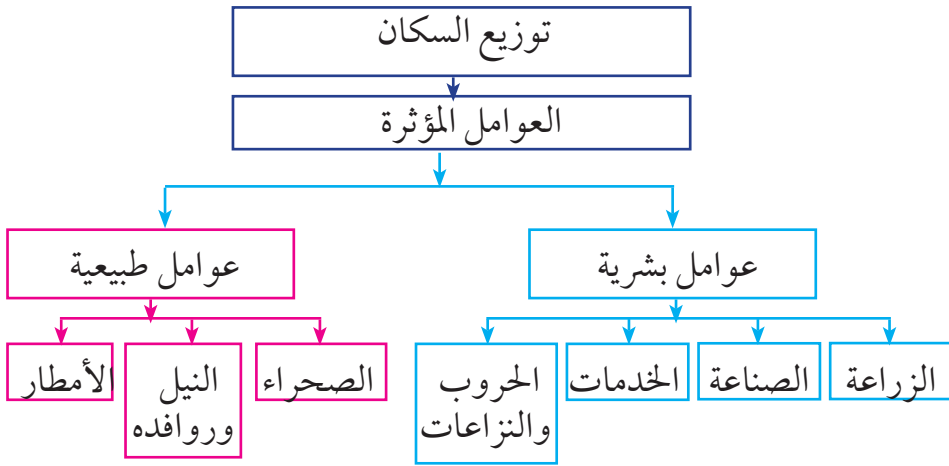 توزيع السكان
العوامل المؤثرة
عوامل بشرية
عوامل طبيعية
الزراعة
الصناعة
الخدمات
الحروب
والنزاعات
الصحراء
النيل
وروافده
الأمطار